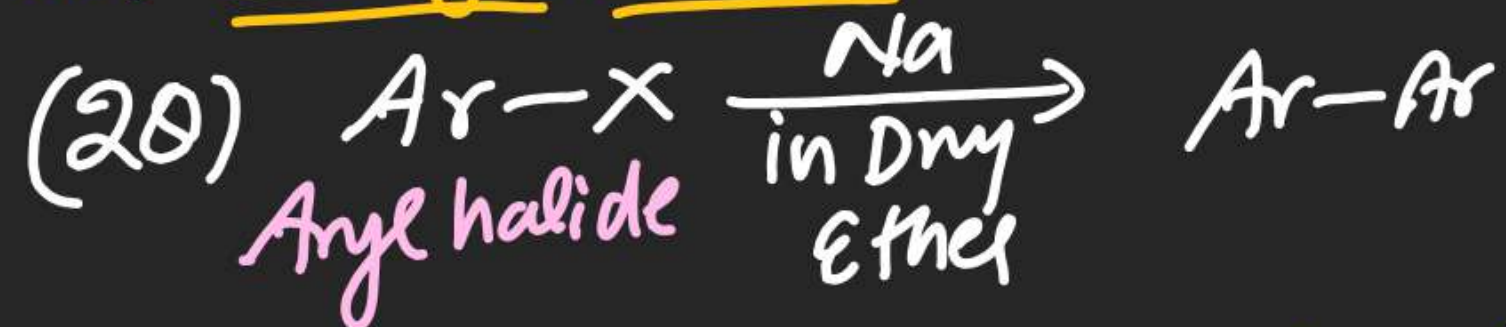 (20) Ar-X Na → Ar-Ar
in Dry
Aryl halide Ether